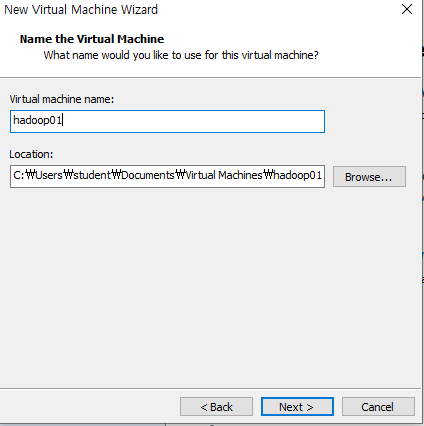 New Virtual Machine Wizard
Name the Virtual Machine
What name would you like to use for this virtual machine?
Virtual machine name:
hadoop01
Location:
C:₩Users₩student₩Documents₩Virtual Machines₩hadoop01
Browse...
< Back
Next >
Cancel